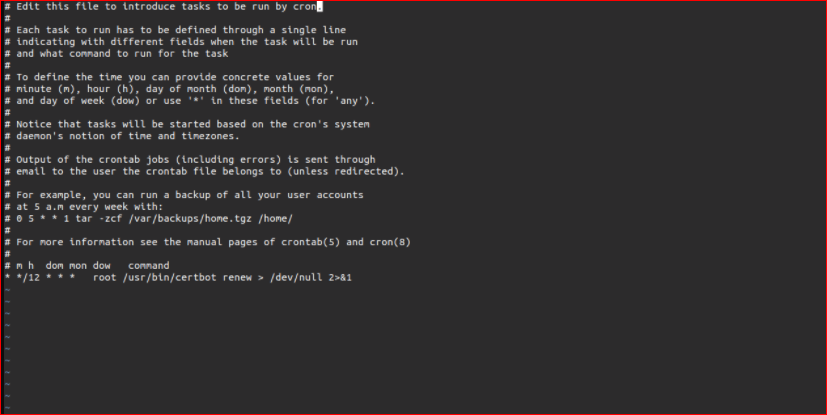 # Edit this file to introduce tasks to be run by cron.
#
# Each task to run has to be defined through a single line
# indicating with different fields when the task will be run
# and what command to run for the task
#
# To define the time you can provide concrete values for
# minute (m), hour (h), day of month (dom), month (mon),
# and day of week (dow) or use '*' in these fields (for 'any').
#
# Notice that tasks will be started based on the cron's system
# daemon's notion of time and timezones.
#
# Output of the crontab jobs (including errors) is sent through
# email to the user the crontab file belongs to (unless redirected).
#
# For example, you can run a backup of all your user accounts
# at 5 a.m every week with:
# 0 5 * * 1 tar -zcf /var/backups/home.tgz /home/
#
# For more information see the manual pages of crontab(5) and cron(8)
#
# m h  dom mon dow   command
* */12 * * *   root /usr/bin/certbot renew > /dev/null 2>&1
~
~
~
~
~
~
~
~
~
~
~